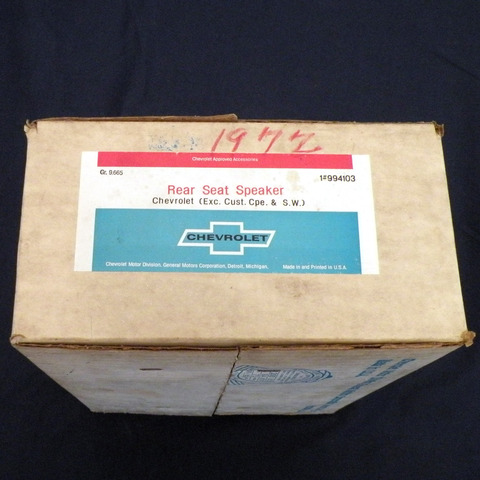 1972
Chevrolet Approved Accessories
Gr. 9.665 1#994103
Rear Seat Speaker
Chevrolet (Exc. Cust. Cpe. & S.W.)
CHEVROLET
Chevrolet Motor Division, General Motors Corporation, Detroit, Michigan. Made in and Printed in U.S.A.